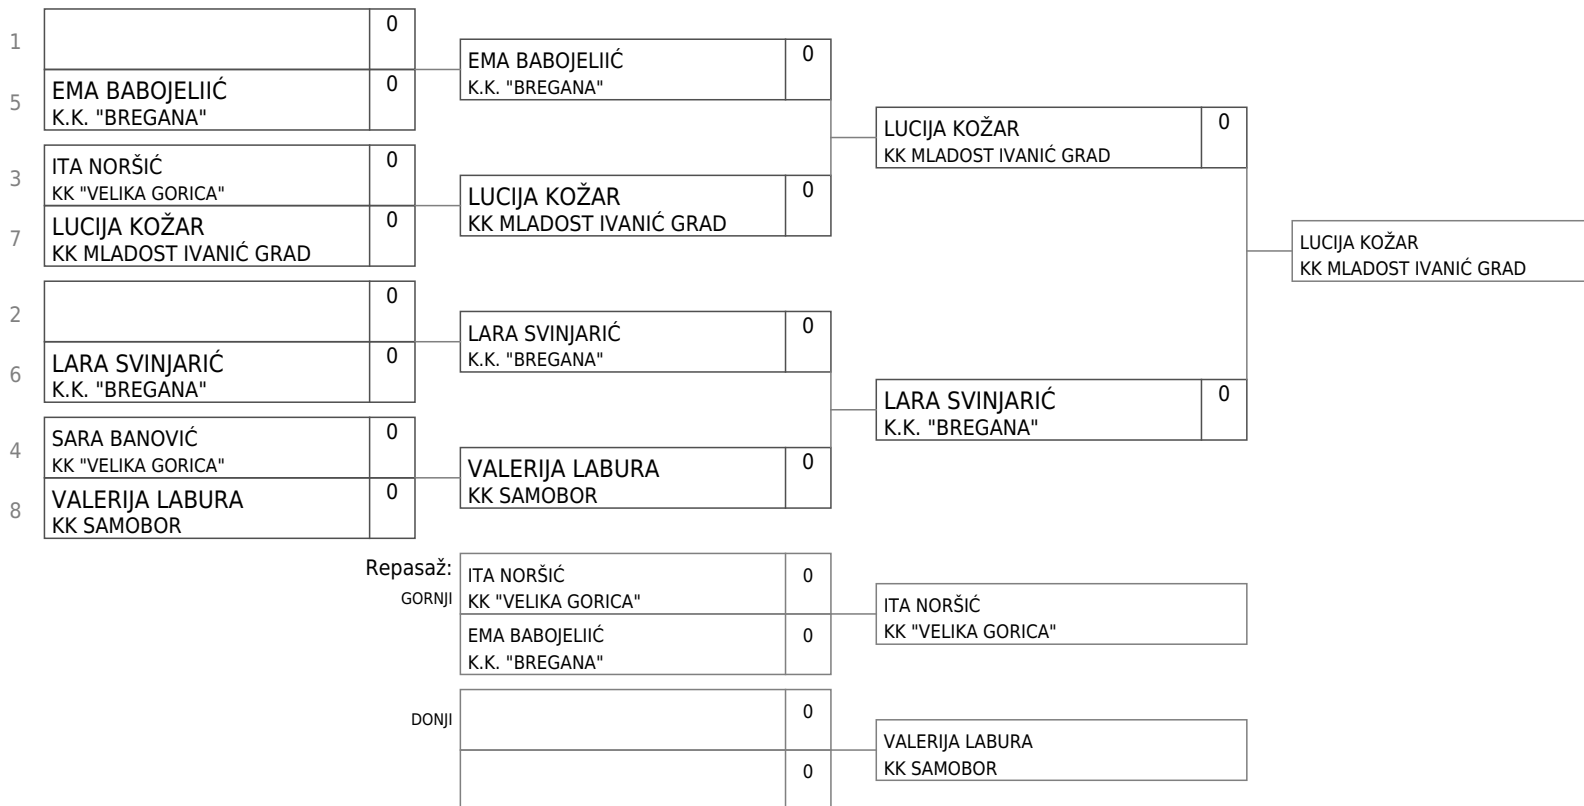 1
0
5
EMA BABOJELIIĆ
K.K. "BREGANA"
0
3
ITA NORŠIĆ
KK "VELIKA GORICA"
0
7
LUCIJA KOŽAR
KK MLADOST IVANIĆ GRAD
0
2
0
6
LARA SVINJARIĆ
K.K. "BREGANA"
0
4
SARA BANOVIĆ
KK "VELIKA GORICA"
0
8
VALERIJA LABURA
KK SAMOBOR
0
EMA BABOJELIIĆ
K.K. "BREGANA"
0
LUCIJA KOŽAR
KK MLADOST IVANIĆ GRAD
0
LARA SVINJARIĆ
K.K. "BREGANA"
0
VALERIJA LABURA
KK SAMOBOR
0
LUCIJA KOŽAR
KK MLADOST IVANIĆ GRAD
0
LARA SVINJARIĆ
K.K. "BREGANA"
0
LUCIJA KOŽAR
KK MLADOST IVANIĆ GRAD
Repasaž:
GORNJI
ITA NORŠIĆ
KK "VELIKA GORICA"
0
EMA BABOJELIIĆ
K.K. "BREGANA"
0
ITA NORŠIĆ
KK "VELIKA GORICA"
DONJI
0
0
VALERIJA LABURA
KK SAMOBOR